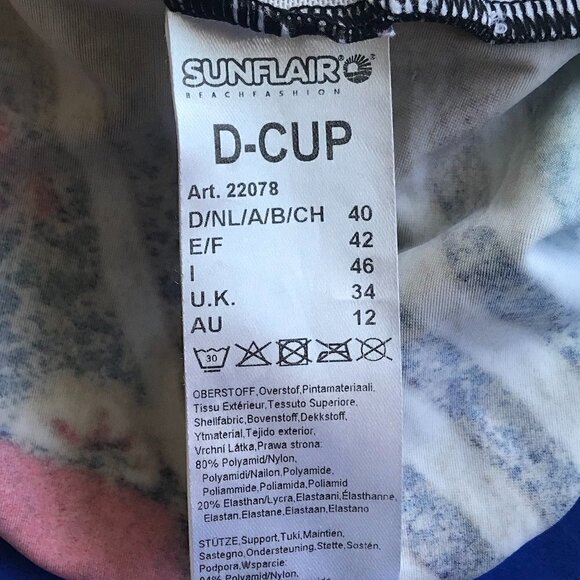 SUNFLAIR®
BEACHFASHION
D-CUP
Art. 22078
D/NL/A/B/CH 40
E/F 42
I 46
U.K. 34
AU 12
30
OBERSTOFF,Overstof,Pintamateriaali,
Tissu Extérieur,Tessuto Superiore,
Shellfabric,Bovenstoff,Dekkstoff,
Ytmaterial,Tejido exterior,
Vrchní Látka,Prawa strona:
80% Polyamid/Nylon,
Polyamidi/Nailon,Polyamide,
Poliammide,Poliamida,Poliamid
20% Elasthan/Lycra,Elastaani,Élasthanne,
Elastan,Elastane,Elastaan,Elastano
STÜTZE,Support,Tuki,Maintien,
Sastegno,Ondersteuning,Støtte,Sostén,
Podpora,Wsparcie: